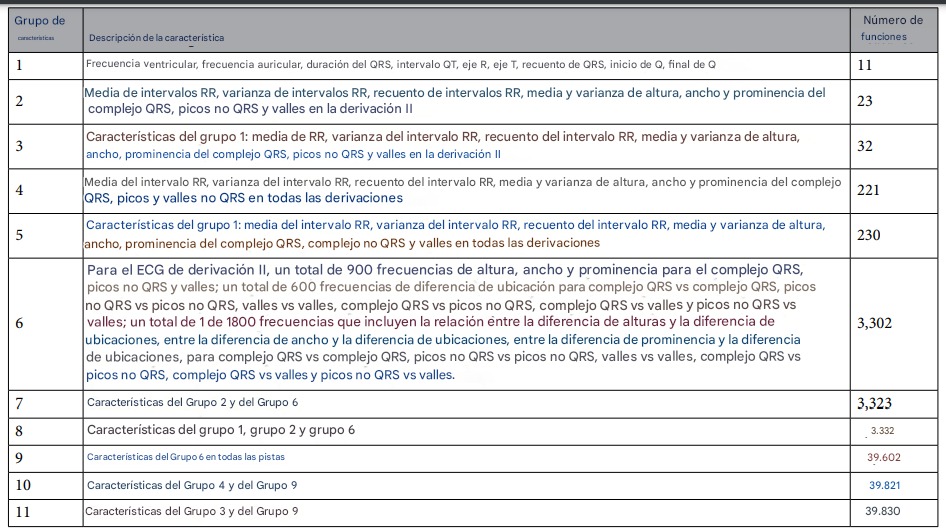 Grupo de características
Descripción de la característica
Número de funciones
1
Frecuencia ventricular, frecuencia auricular, duración del QRS, intervalo QT, eje R, eje T, recuento de QRS, inicio de Q, final de Q
11
2
Media de intervalos RR, varianza de intervalos RR, recuento de intervalos RR, media y varianza de altura, ancho y prominencia del
complejo QRS, picos no QRS y valles en la derivación II
23
3
Características del grupo 1: media de RR, varianza del intervalo RR, recuento del intervalo RR, media y varianza de altura,
ancho, prominencia del complejo QRS, picos no QRS y valles en la derivación II
32
4
Media del intervalo RR, varianza del intervalo RR, recuento del intervalo RR, media y varianza de altura, ancho y prominencia del complejo
QRS, picos y valles no QRS en todas las derivaciones
221
5
Características del grupo 1: media del intervalo RR, varianza del intervalo RR, recuento del intervalo RR, media y varianza de altura,
ancho, prominencia del complejo QRS, complejo no QRS y valles en todas las derivaciones
230
6
Para el ECG de derivación II, un total de 900 frecuencias de altura, ancho y prominencia para el complejo QRS,
picos no QRS y valles; un total de 600 frecuencias de diferencia de ubicación para complejo QRS vs complejo QRS, picos
no QRS vs picos no QRS, valles vs valles, complejo QRS vs picos no QRS, complejo QRS vs valles y picos no QRS vs
valles; un total de 1 de 1800 frecuencias que incluyen la relación entre la diferencia de alturas y la diferencia de
ubicaciones, entre la diferencia de ancho y la diferencia de ubicaciones, entre la diferencia de prominencia y la diferencia
de ubicaciones, para complejo QRS vs complejo QRS, picos no QRS vs picos no QRS, valles vs valles, complejo QRS vs
picos no QRS, complejo QRS vs valles y picos no QRS vs valles.
3,302
7
Características del Grupo 2 y del Grupo 6
3,323
8
Características del grupo 1, grupo 2 y grupo 6
3.332
9
Características del Grupo 6 en todas las pistas
39.602
10
Características del Grupo 4 y del Grupo 9
39.821
11
Características del Grupo 3 y del Grupo 9
39.830